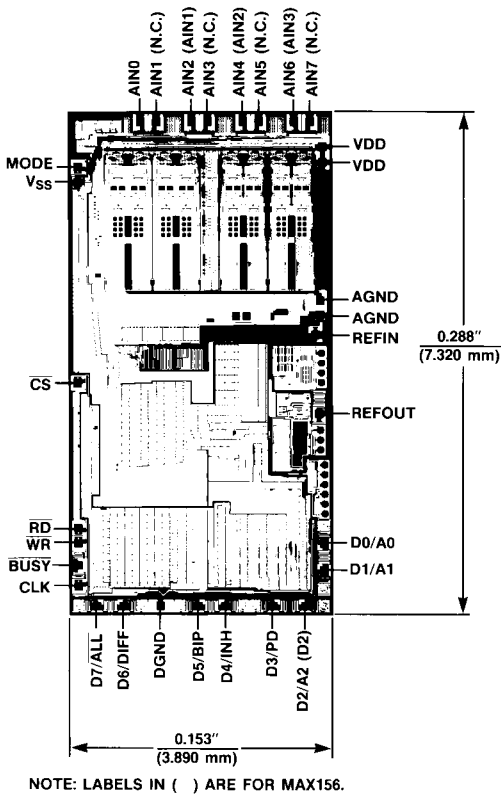 AIN0
AIN1 (N.C.)
AIN2 (AIN1)
AIN3 (N.C.)
AIN4 (AIN2)
AIN5 (N.C.)
AIN6 (AIN3)
AIN7 (N.C.)
VDD
MODE
VDD
VSS
AGND
AGND
REFIN
0.288"
(7.320 mm)
CS
REFOUT
RD
WR
D0/A0
BUSY
D1/A1
CLK
D7/ALL
D6/DIFF
DGND
D5/BIP
D4/INH
D3/PD
D2/A2 (D2)
0.153"
(3.890 mm)
NOTE: LABELS IN ( ) ARE FOR MAX156.